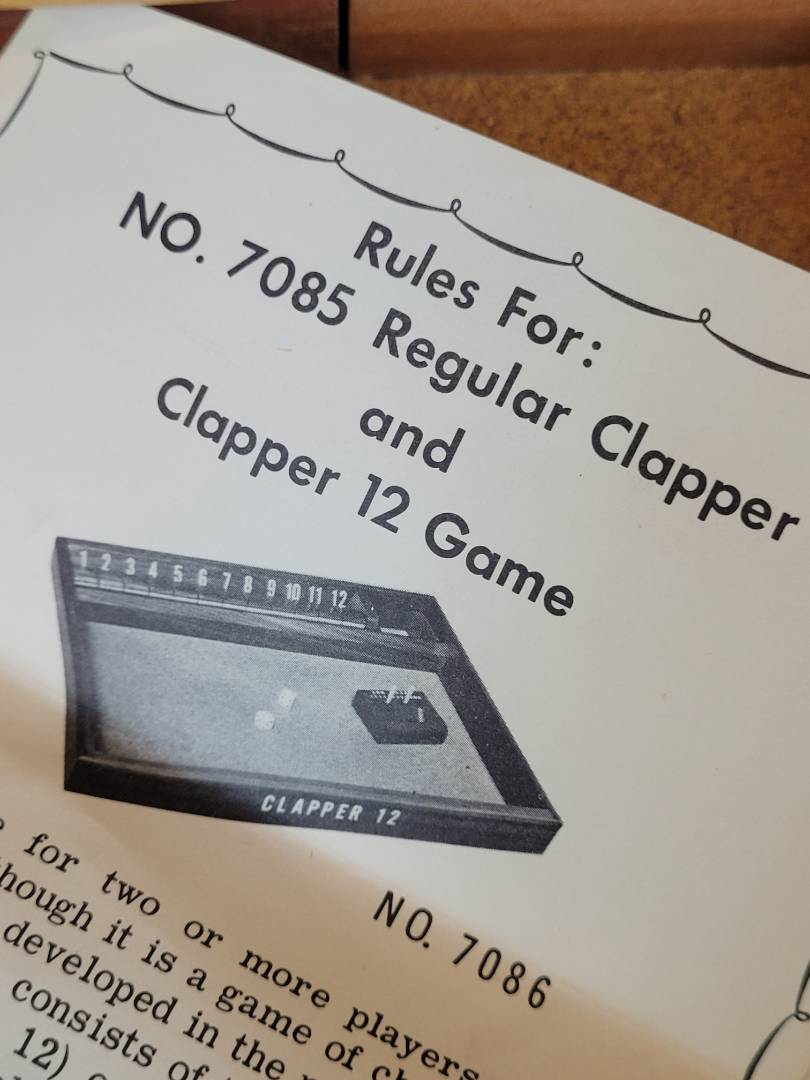 Rules For:
NO. 7085 Regular Clapper
and
Clapper 12 Game
1 2 3 4 5 6 7 8 9 10 11 12
CLAPPER 12
NO. 7086
for two or more players
it is a game of
developed in the
consists of
12)